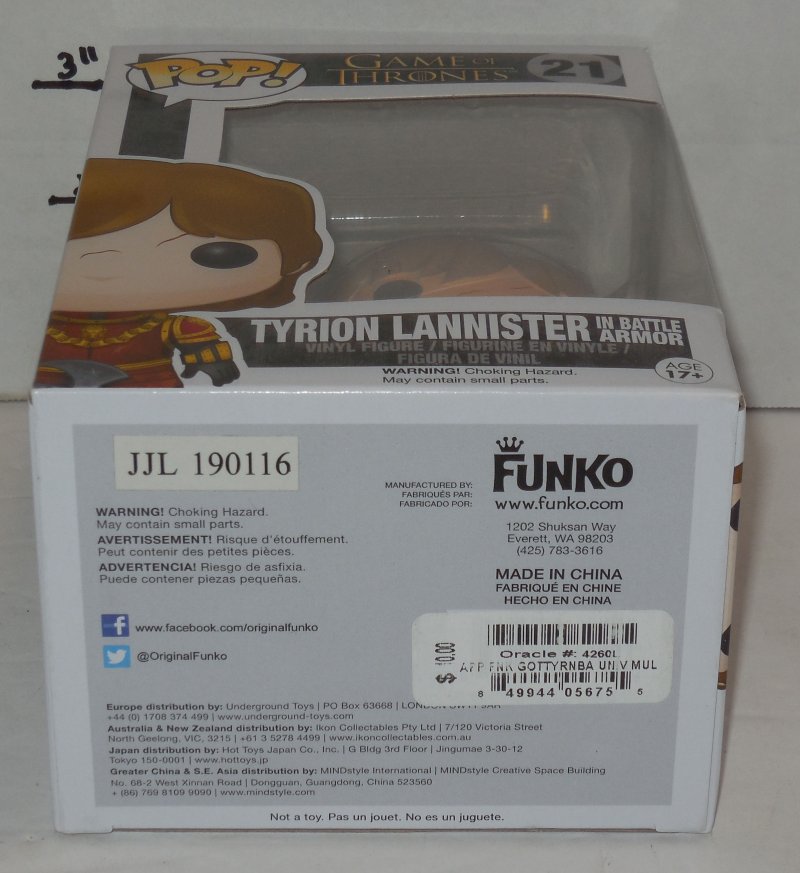 3"
POP!
GAME OF
THRONES
21
TYRION LANNISTER IN BATTLE ARMOR
VINYL FIGURE / FIGURINE EN VINYLE /
FIGURA DE VINIL
WARNING! Choking Hazard.
May contain small parts.
AGE
17+
JJL 190116
WARNING! Choking Hazard.
May contain small parts.
AVERTISSEMENT! Risque d'étouffement.
Peut contenir des petites pièces.
ADVERTENCIA! Riesgo de asfixia.
Puede contener piezas pequeñas.
www.facebook.com/originalfunko
@OriginalFunko
MANUFACTURED BY:
FABRIQUÉS PAR:
FABRICADO POR:
FUNKO
www.funko.com
1202 Shuksan Way
Everett, WA 98203
(425) 783-3616
MADE IN CHINA
FABRIQUÉ EN CHINE
HECHO EN CHINA
Oracle #: 4260L
AFP FNK GOTTYRNBA UN V MUL
8 49944 05675 5
$
Europe distribution by: Underground Toys | PO Box 63668 |
+44 (0) 1708 374 499 | www.underground-toys.com
Australia & New Zealand distribution by: Ikon Collectables Pty Ltd | 7/120 Victoria Street
North Geelong, VIC, 3215 | +61 3 5278 4499 | www.ikoncollectables.com.au
Japan distribution by: Hot Toys Japan Co., Inc. | G Bldg 3rd Floor | Jingumae 3-30-12
Tokyo 150-0001 | www.hottoys.jp
Greater China & S.E. Asia distribution by: MINDstyle International | MINDstyle Creative Space Building
No. 68-2 West Xinnan Road | Dongguan, Guangdong, China 523560
+ (86) 769 8109 9090 | www.mindstyle.com
Not a toy. Pas un jouet. No es un juguete.